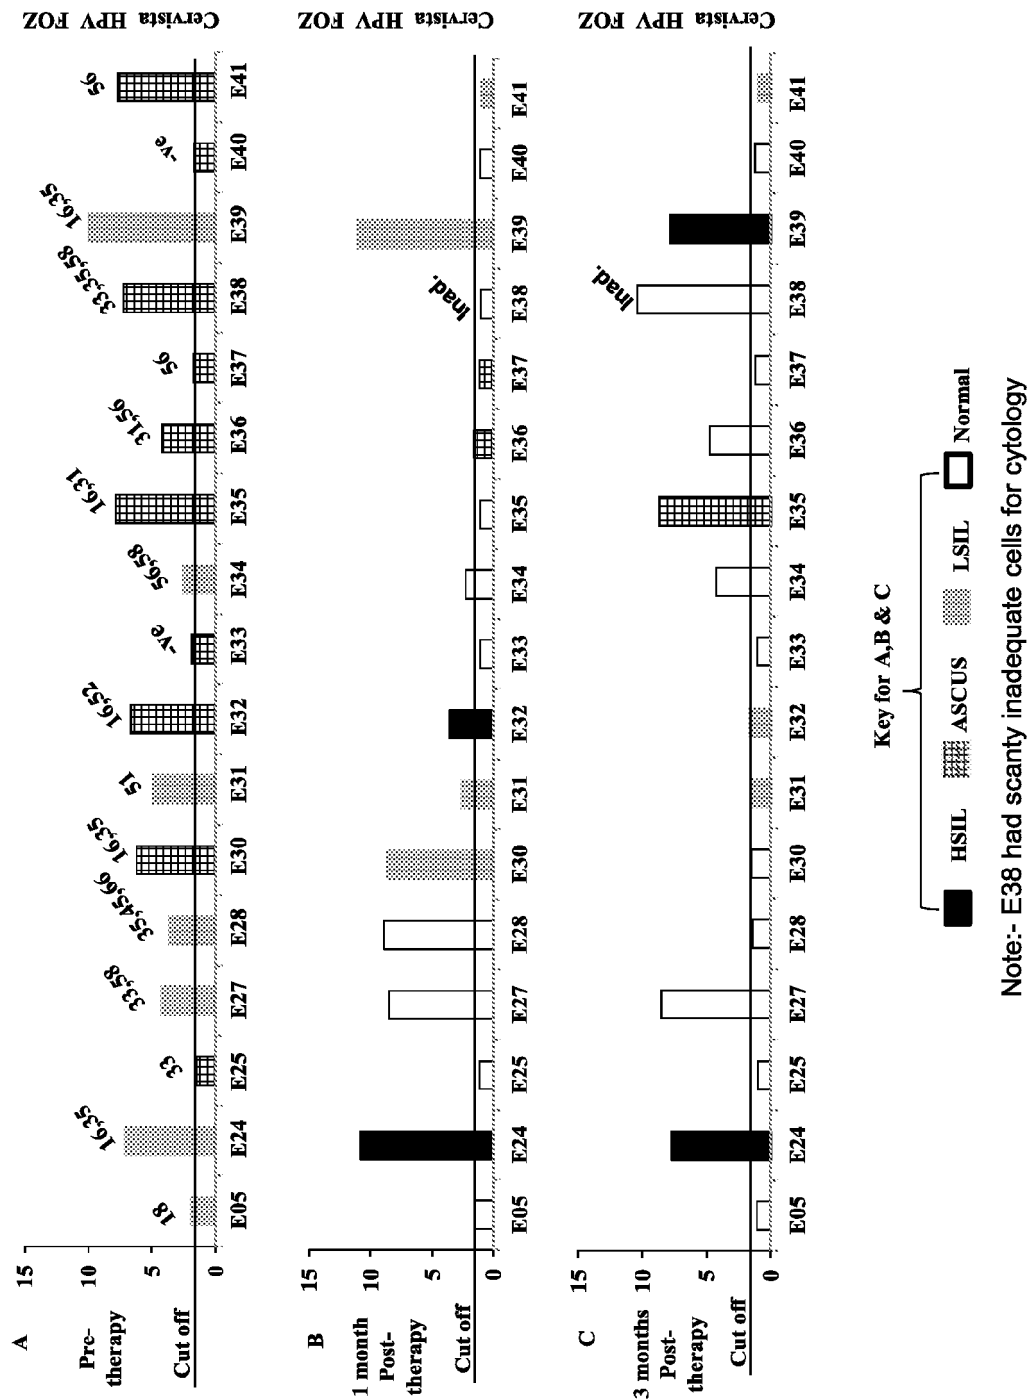 A
Pre-
therapy
Cut off
15
10
5
0
18
16,35
33
33,58
35,45,66
16,35
51
16,52
-ve
56,58
16,31
31,56
56
33,35,58
16,35
-ve
56
E05 E24 E25 E27 E28 E30 E31 E32 E33 E34 E35 E36 E37 E38 E39 E40 E41
Cervista HPV FOZ
B
1 month
Post-
therapy
Cut off
15
10
5
0
Inad.
E05 E24 E25 E27 E28 E30 E31 E32 E33 E34 E35 E36 E37 E38 E39 E40 E41
Cervista HPV FOZ
C
3 months
Post-
therapy
Cut off
15
10
5
0
Inad.
E05 E24 E25 E27 E28 E30 E31 E32 E33 E34 E35 E36 E37 E38 E39 E40 E41
Cervista HPV FOZ
Key for A,B & C
HSIL ASCUS LSIL Normal
Note:- E38 had scanty inadequate cells for cytology